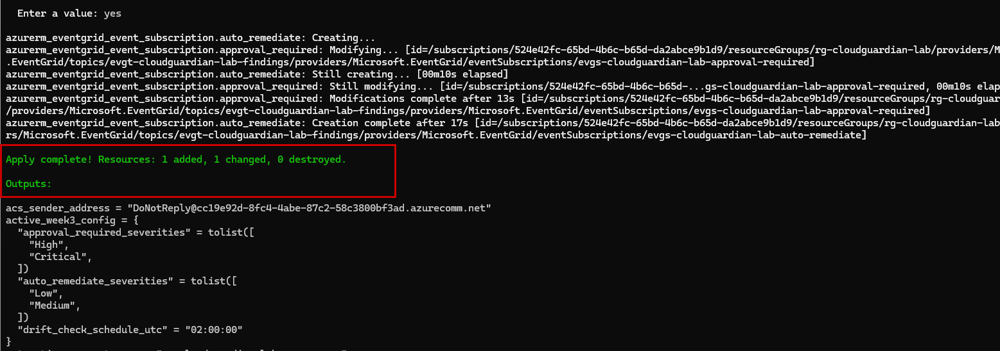 Enter a value: yes
azurerm_eventgrid_event_subscription.auto_remediate: Creating...
azurerm_eventgrid_event_subscription.approval_required: Modifying... [id=/subscriptions/524e42fc-65bd-4b6c-b65d-da2abce9b1d9/resourceGroups/rg-cloudguardian-lab/providers/M
.EventGrid/topics/evgt-cloudguardian-lab-findings/providers/Microsoft.EventGrid/eventSubscriptions/evgs-cloudguardian-lab-approval-required]
azurerm_eventgrid_event_subscription.auto_remediate: Still creating... [00m10s elapsed]
azurerm_eventgrid_event_subscription.approval_required: Still modifying... [id=/subscriptions/524e42fc-65bd-4b6c-b65d-...gs-cloudguardian-lab-approval-required, 00m10s elap
azurerm_eventgrid_event_subscription.approval_required: Modifications complete after 13s [id=/subscriptions/524e42fc-65bd-4b6c-b65d-da2abce9b1d9/resourceGroups/rg-cloudguar
/providers/Microsoft.EventGrid/topics/evgt-cloudguardian-lab-findings/providers/Microsoft.EventGrid/eventSubscriptions/evgs-cloudguardian-lab-approval-required]
azurerm_eventgrid_event_subscription.auto_remediate: Creation complete after 17s [id=/subscriptions/524e42fc-65bd-4b6c-b65d-da2abce9b1d9/resourceGroups/rg-cloudguardian-lab
rs/Microsoft.EventGrid/topics/evgt-cloudguardian-lab-findings/providers/Microsoft.EventGrid/eventSubscriptions/evgs-cloudguardian-lab-auto-remediate]
Apply complete! Resources: 1 added, 1 changed, 0 destroyed.
Outputs:
acs_sender_address = "DoNotReply@cc19e92d-8fc4-4abe-87c2-58c3800bf3ad.azurecomm.net"
active_week3_config = {
"approval_required_severities" = tolist([
"High",
"Critical",
])
"auto_remediate_severities" = tolist([
"Low",
"Medium",
])
"drift_check_schedule_utc" = "02:00:00"
}